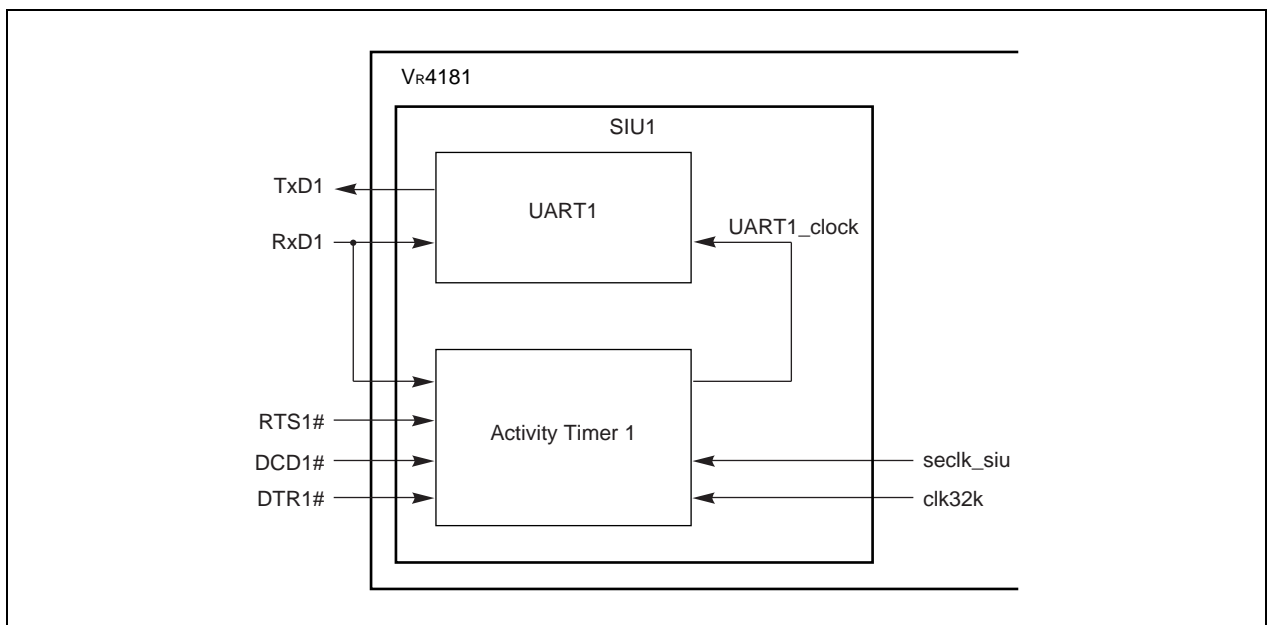 VR4181
SIU1
TxD1
UART1
RxD1
UART1_clock
RTS1#
Activity Timer 1
DCD1#
seclk_siu
DTR1#
clk32k